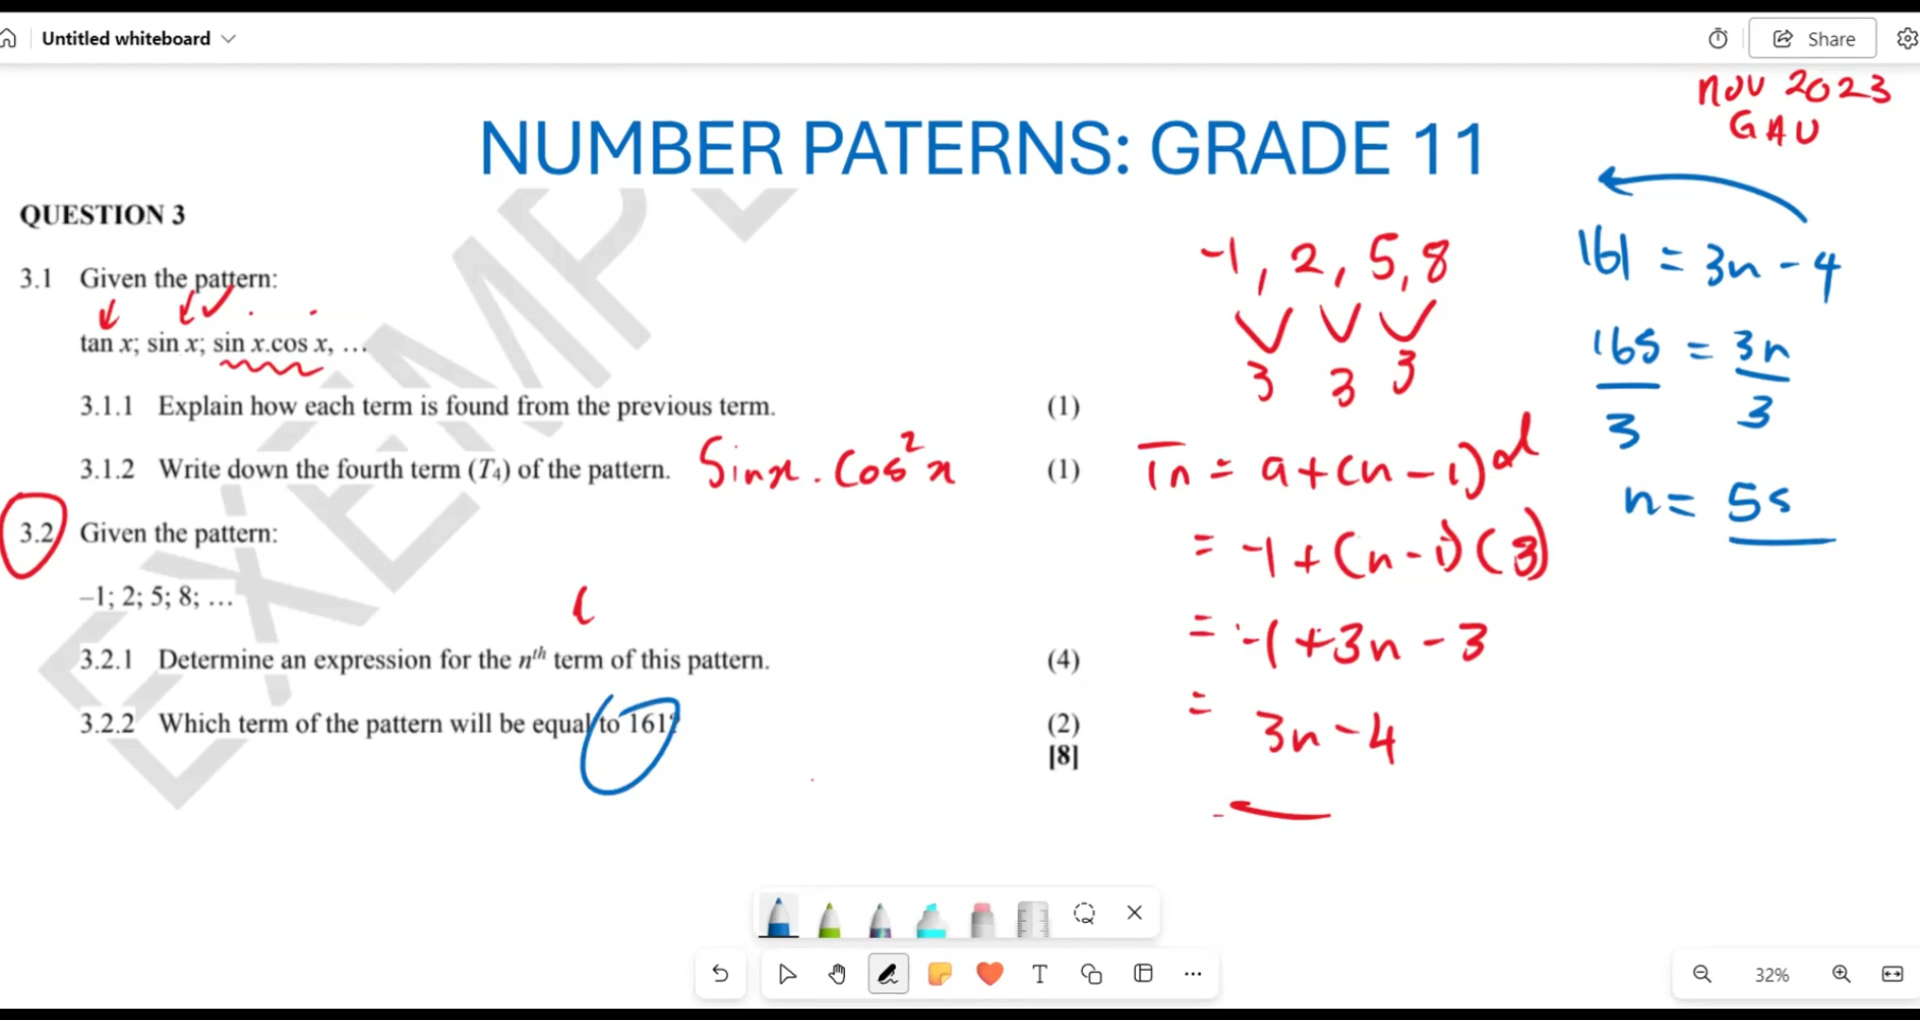 Untitled whiteboard
Share
nov 2023
GAU
NUMBER PATERNS: GRADE 11
EXEMPL
QUESTION 3
3.1 Given the pattern:
tan x; sin x; sin x.cos x, …
3.1.1 Explain how each term is found from the previous term. (1)
3.1.2 Write down the fourth term (T₄) of the pattern. (1)
Sinx . Cos²x
3.2 Given the pattern:
–1; 2; 5; 8; …
3.2.1 Determine an expression for the nᵗʰ term of this pattern. (4)
3.2.2 Which term of the pattern will be equal to 161? (2)
[8]
-1, 2, 5, 8
3 3 3
Tn = a + (n - 1) d
= -1 + (n - 1) (3)
= -1 + 3n - 3
= 3n - 4
161 = 3n - 4
165 = 3n
3 3
n = 55
32%